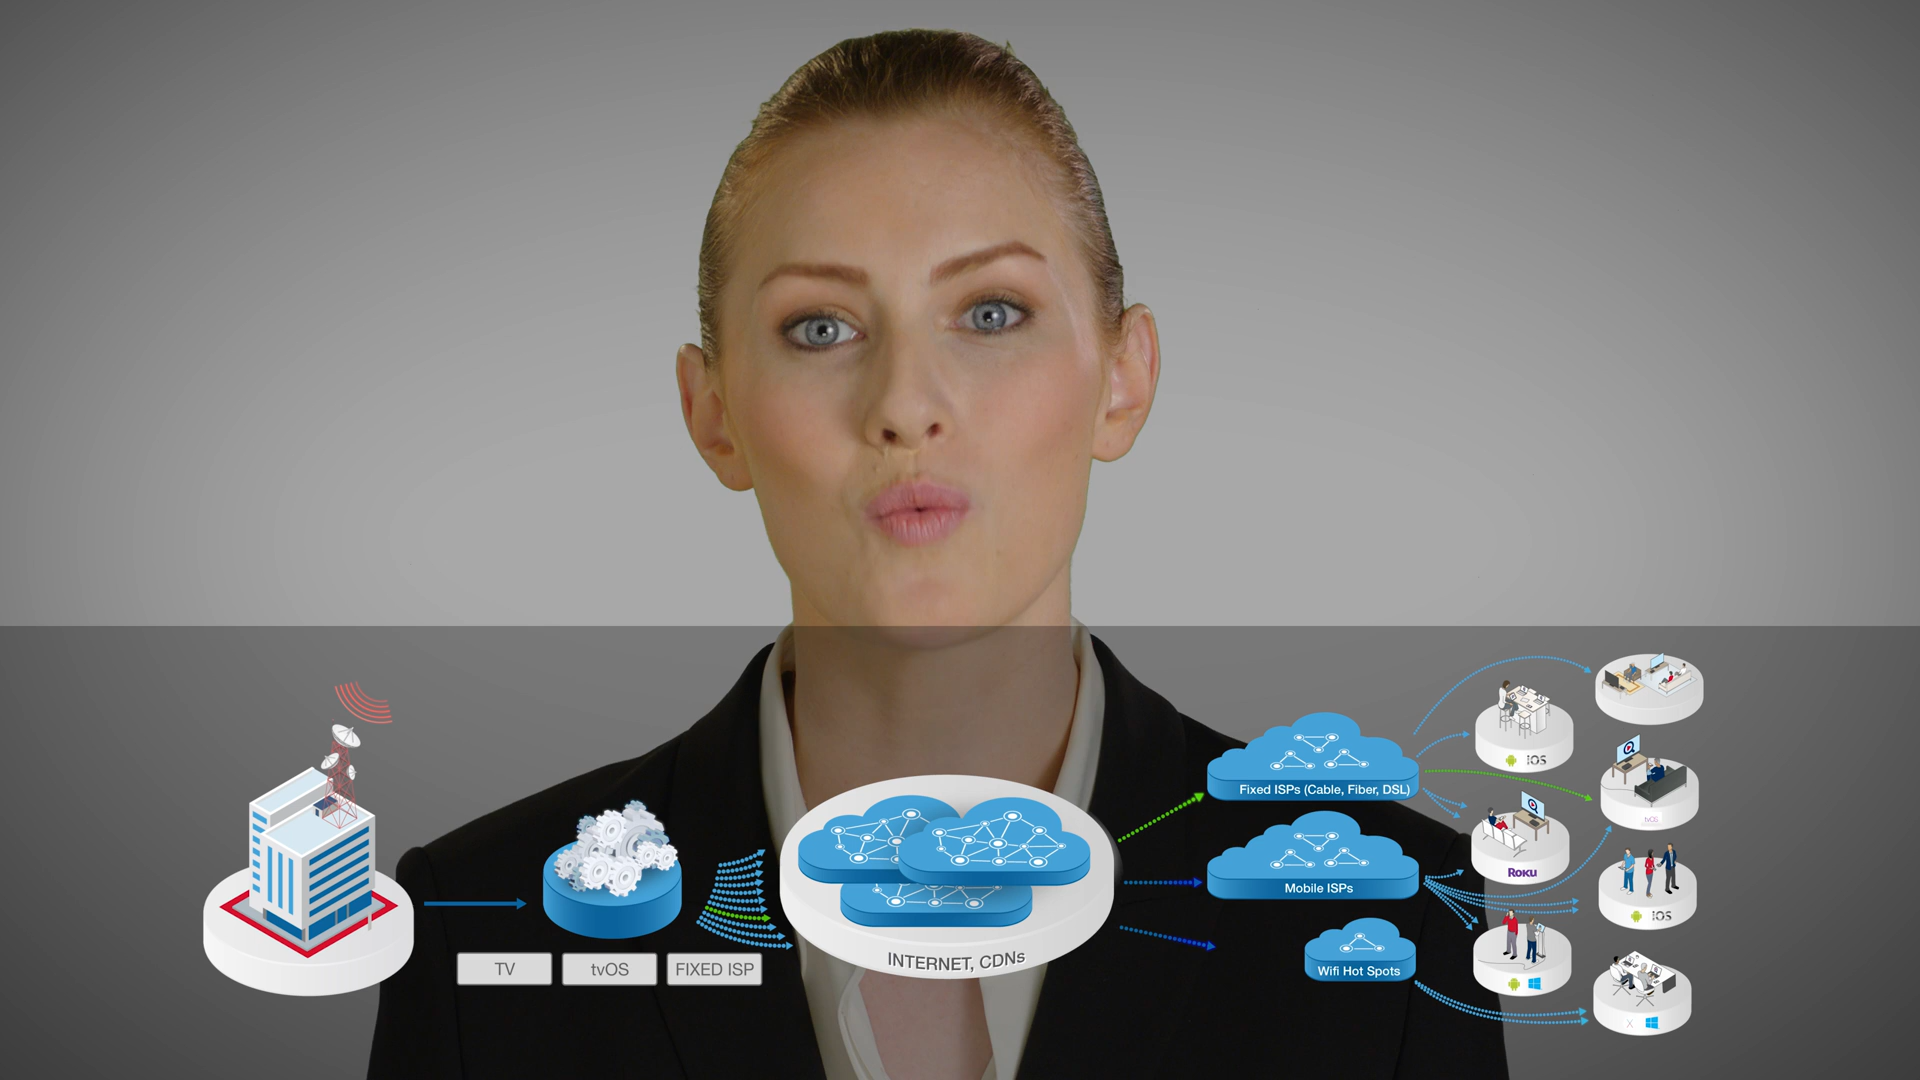 TV
tvOS
FIXED ISP
INTERNET, CDNs
Fixed ISPs (Cable, Fiber, DSL)
Mobile ISPs
Wifi Hot Spots
iOS
ROKU
tvOS
iOS
X